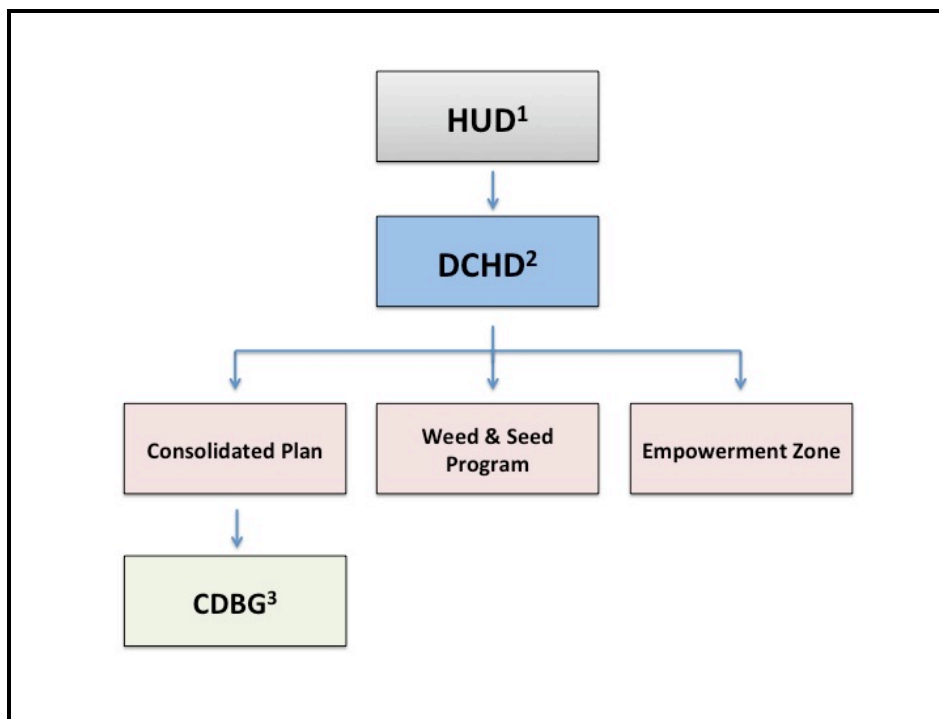 HUD¹
DCHD²
Consolidated Plan
Weed & Seed
Program
Empowerment Zone
CDBG³